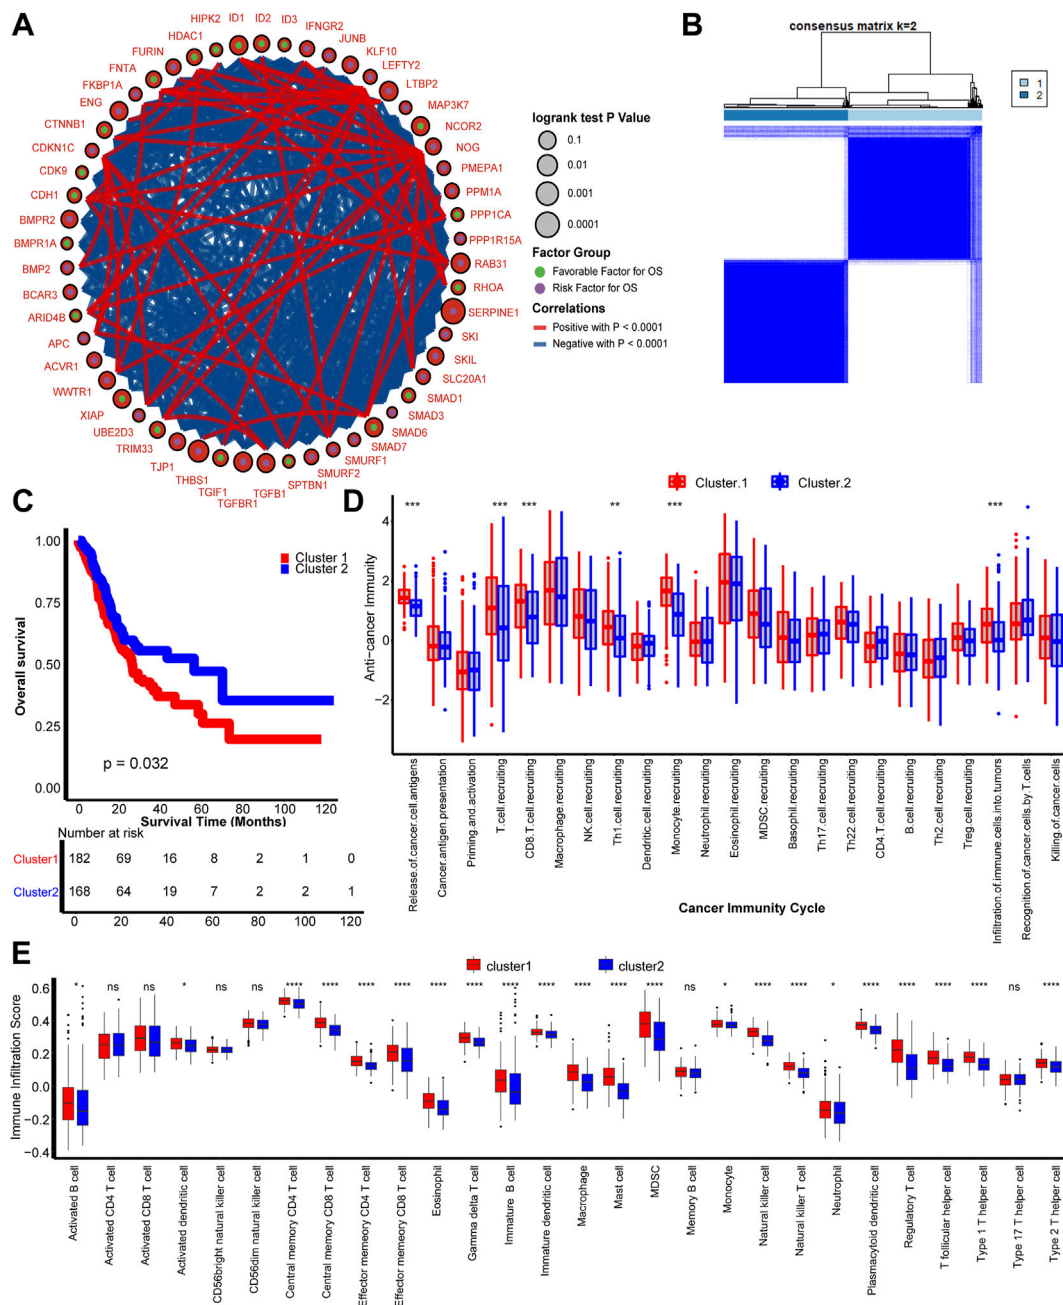 A
HIPK2
ID1
ID2
ID3
IFNGR2
JUNB
KLF10
LEFTY2
LTBP2
MAP3K7
NCOR2
NOG
PMEPA1
PPM1A
PPP1CA
PPP1R15A
RAB31
RHOA
SERPINE1
SKI
SKIL
SLC20A1
SMAD1
SMAD3
SMAD6
SMAD7
SMURF1
SMURF2
SPTBN1
TGFB1
TGFBR1
TGIF1
THBS1
TJP1
TRIM33
UBE2D3
XIAP
WWTR1
ACVR1
APC
ARID4B
BCAR3
BMP2
BMPR1A
BMPR2
CDH1
CDK9
CDKN1C
CTNNB1
ENG
FKBP1A
FNTA
FURIN
HDAC1
logrank test P Value
0.1
0.01
0.001
0.0001
Factor Group
Favorable Factor for OS
Risk Factor for OS
Correlations
Positive with P < 0.0001
Negative with P < 0.0001
B
consensus matrix k=2
1
2
C
Overall survival
1.00
0.75
0.50
0.25
0.00
Cluster 1
Cluster 2
p = 0.032
0 20 40 60 80 100 120
Survival Time (Months)
Number at risk
Cluster1 182 69 16 8 2 1 0
Cluster2 168 64 19 7 2 2 1
0 20 40 60 80 100 120
D
Cluster.1 Cluster.2
Anti-cancer Immunity
4
2
0
−2
*** *** *** ** *** ***
Release.of.cancer.cell.antigens
Cancer.antigen.presentation
Priming.and.activation
T.cell.recruiting
CD8.T.cell.recruiting
Macrophage.recruiting
NK.cell.recruiting
Th1.cell.recruiting
Dendritic.cell.recruiting
Monocyte.recruiting
Neutrophil.recruiting
Eosinophil.recruiting
MDSC.recruiting
Basophil.recruiting
Th17.cell.recruiting
Th22.cell.recruiting
CD4.T.cell.recruiting
B.cell.recruiting
Th2.cell.recruiting
Treg.cell.recruiting
Infiltration.of.immune.cells.into.tumors
Recognition.of.cancer.cells.by.T.cells
Killing.of.cancer.cells
Cancer Immunity Cycle
E
cluster1 cluster2
Immune Infiltration Score
0.6
0.4
0.2
0.0
−0.2
−0.4
* ns ns * ns ns **** **** **** **** **** **** **** **** **** **** **** ns * **** **** * **** **** **** **** ns ****
Activated B cell
Activated CD4 T cell
Activated CD8 T cell
Activated dendritic cell
CD56bright natural killer cell
CD56dim natural killer cell
Central memory CD4 T cell
Central memory CD8 T cell
Effector memeory CD4 T cell
Effector memeory CD8 T cell
Eosinophil
Gamma delta T cell
Immature B cell
Immature dendritic cell
Macrophage
Mast cell
MDSC
Memory B cell
Monocyte
Natural killer cell
Natural killer T cell
Neutrophil
Plasmacytoid dendritic cell
Regulatory T cell
T follicular helper cell
Type 1 T helper cell
Type 17 T helper cell
Type 2 T helper cell